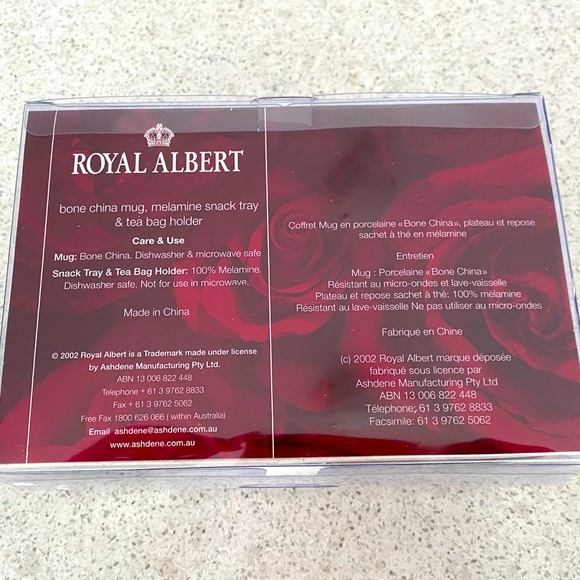 ROYAL ALBERT
bone china mug, melamine snack tray
& tea bag holder
Care & Use
Mug: Bone China. Dishwasher & microwave safe
Snack Tray & Tea Bag Holder: 100% Melamine.
Dishwasher safe. Not for use in microwave.
Made in China
© 2002 Royal Albert is a Trademark made under license
by Ashdene Manufacturing Pty Ltd.
ABN 13 006 822 448
Telephone + 61 3 9762 8833
Fax + 61 3 9762 5062
Free Fax 1800 626 066 ( within Australia)
Email ashdene@ashdene.com.au
www.ashdene.com.au
Coffret Mug en porcelaine «Bone China», plateau et repose
sachet à thé en mélamine
Entretien
Mug : Porcelaine «Bone China»
Résistant au micro-ondes et lave-vaisselle
Plateau et repose sachet à thé: 100% mélamine
Résistant au lave-vaisselle Ne pas utiliser au micro-ondes
Fabriqué en Chine
(c) 2002 Royal Albert marque déposée
fabriqué sous licence par
Ashdene Manufacturing Pty Ltd
ABN 13 006 822 448
Télephone: 61 3 9762 8833
Facsimile: 61 3 9762 5062